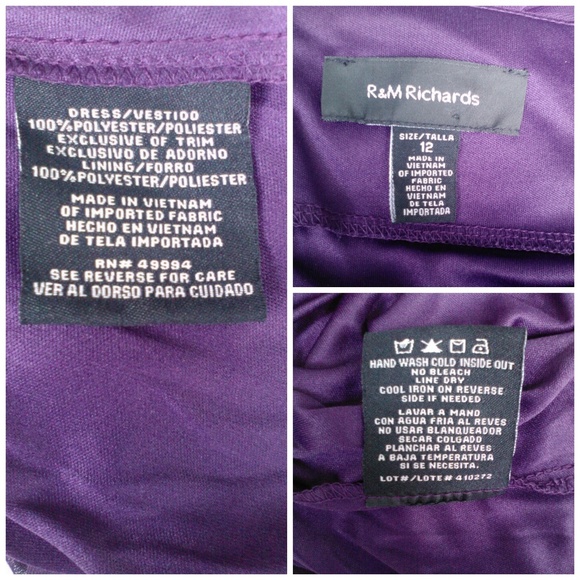 DRESS/VESTIDO
100%POLYESTER/POLIESTER
EXCLUSIVE OF TRIM
EXCLUSIVO DE ADORNO
LINING/FORRO
100%POLYESTER/POLIESTER
MADE IN VIETNAM
OF IMPORTED FABRIC
HECHO EN VIETNAM
DE TELA IMPORTADA
RN# 49994
SEE REVERSE FOR CARE
VER AL DORSO PARA CUIDADO
R&M Richards
SIZE/TALLA
12
MADE IN
VIETNAM
OF IMPORTED
FABRIC
HECHO EN
VIETNAM
DE TELA
IMPORTADA
HAND WASH COLD INSIDE OUT
NO BLEACH
LINE DRY
COOL IRON ON REVERSE
SIDE IF NEEDED
LAVAR A MANO
CON AGUA FRIA AL REVES
NO USAR BLANQUEADOR
SECAR COLGADO
PLANCHAR AL REVES
A BAJA TEMPERATURA
SI SE NECESITA.
LOT#/LOTE# 410272